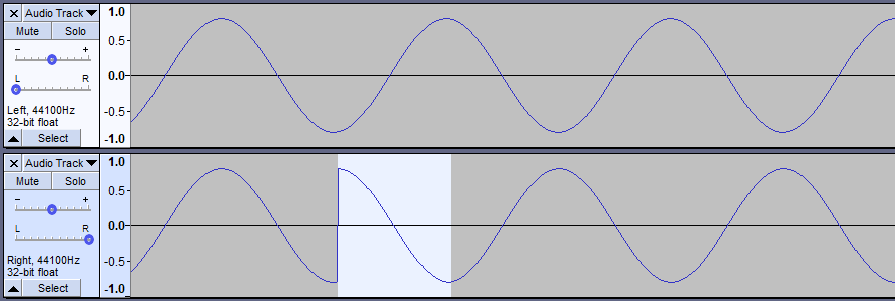 × Audio Track ▼ 1.0
Mute Solo
- + 0.5
L R 0.0
Left, 44100Hz
32-bit float -0.5
▲ Select -1.0
× Audio Track ▼ 1.0
Mute Solo
- + 0.5
L R 0.0
Right, 44100Hz
32-bit float -0.5
▲ Select -1.0